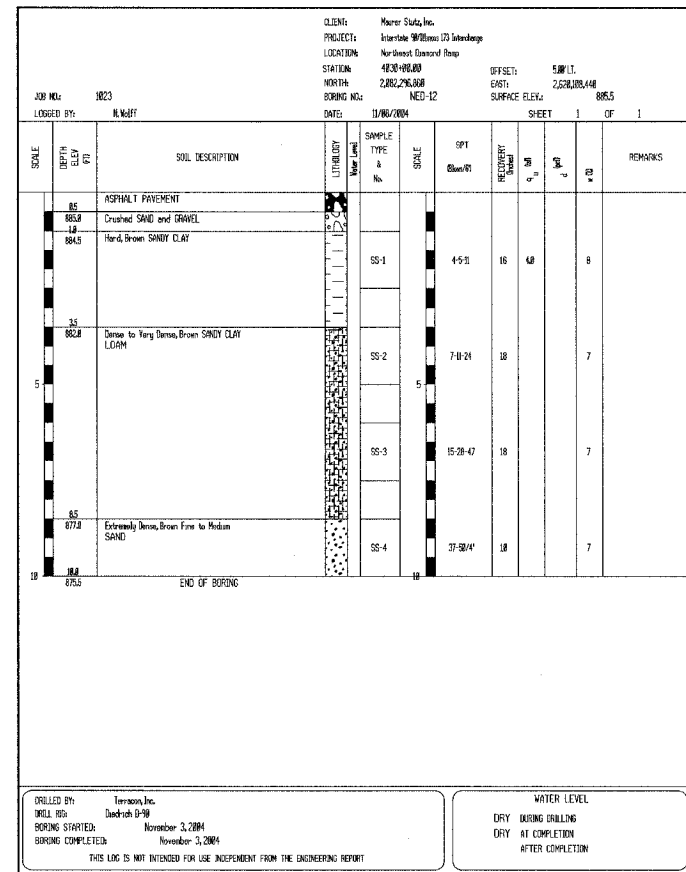 CLIENT: Maurer Stutz, Inc.
PROJECT: Interstate 90/Illinois 173 Interchange
LOCATION: Northeast Diamond Ramp
STATION: 4030+00.00 OFFSET: 5.00' LT.
NORTH: 2,082,296.860 EAST: 2,620,108.440
JOB NO.: 1023 BORING NO.: NED-12 SURFACE ELEV.: 885.5
LOGGED BY: N.Wolff DATE: 11/08/2004 SHEET 1 OF 1
SCALE DEPTH ELEV (FT) SOIL DESCRIPTION LITHOLOGY Water Level SAMPLE TYPE & No. SCALE SPT (Blows/6") RECOVERY (Inches) q u (tsf) d (pcf) w (%) REMARKS
ASPHALT PAVEMENT
0.5
885.0 Crushed SAND and GRAVEL
1.0
884.5 Hard, Brown SANDY CLAY
SS-1 4-5-11 16 4.0 8
3.5
882.0 Dense to Very Dense, Brown SANDY CLAY
LOAM
SS-2 7-11-24 18 7
5 5
SS-3 15-28-47 18 7
8.5
877.0 Extremely Dense, Brown Fine to Medium
SAND
SS-4 37-50/4" 10 7
10 10.0 10
875.5 END OF BORING
DRILLED BY: Terracon, Inc.
DRILL RIG: Diedrich D-90
BORING STARTED: November 3, 2004
BORING COMPLETED: November 3, 2004
THIS LOG IS NOT INTENDED FOR USE INDEPENDENT FROM THE ENGINEERING REPORT
WATER LEVEL
DRY DURING DRILLING
DRY AT COMPLETION
AFTER COMPLETION